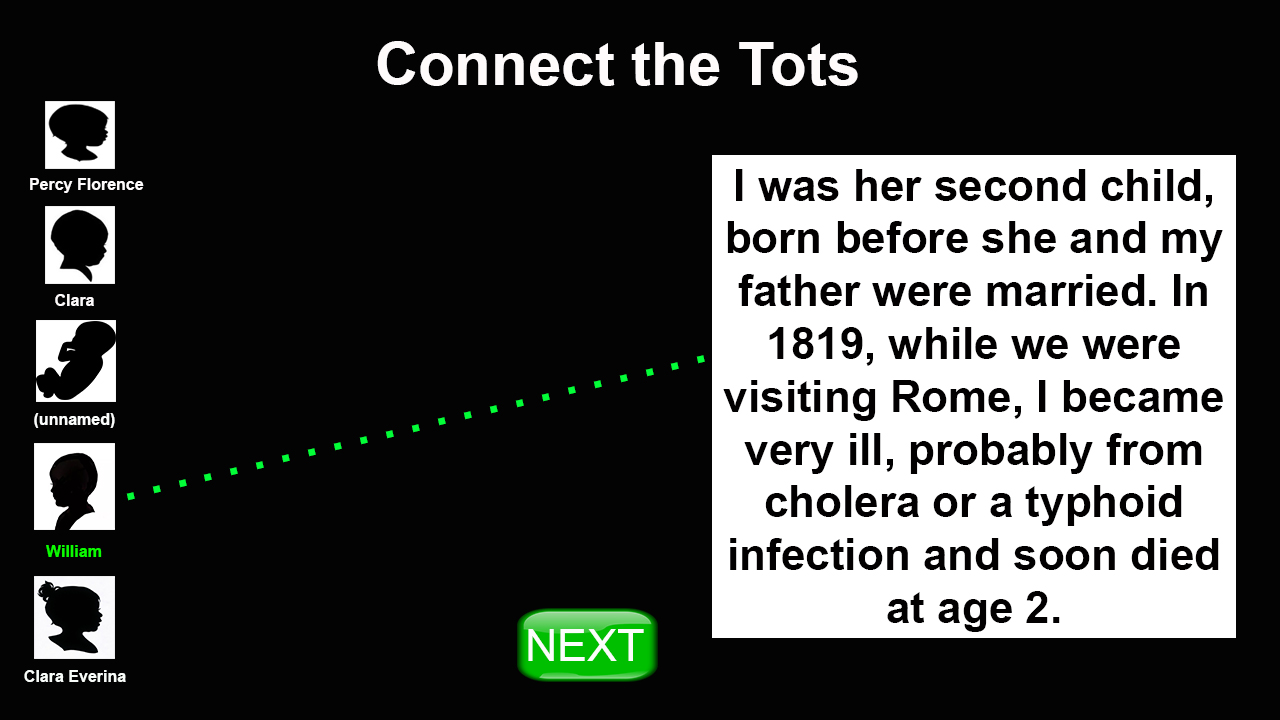 Connect the Tots
Percy Florence
Clara
(unnamed)
William
Clara Everina
I was her second child,
born before she and my
father were married. In
1819, while we were
visiting Rome, I became
very ill, probably from
cholera or a typhoid
infection and soon died
at age 2.
NEXT